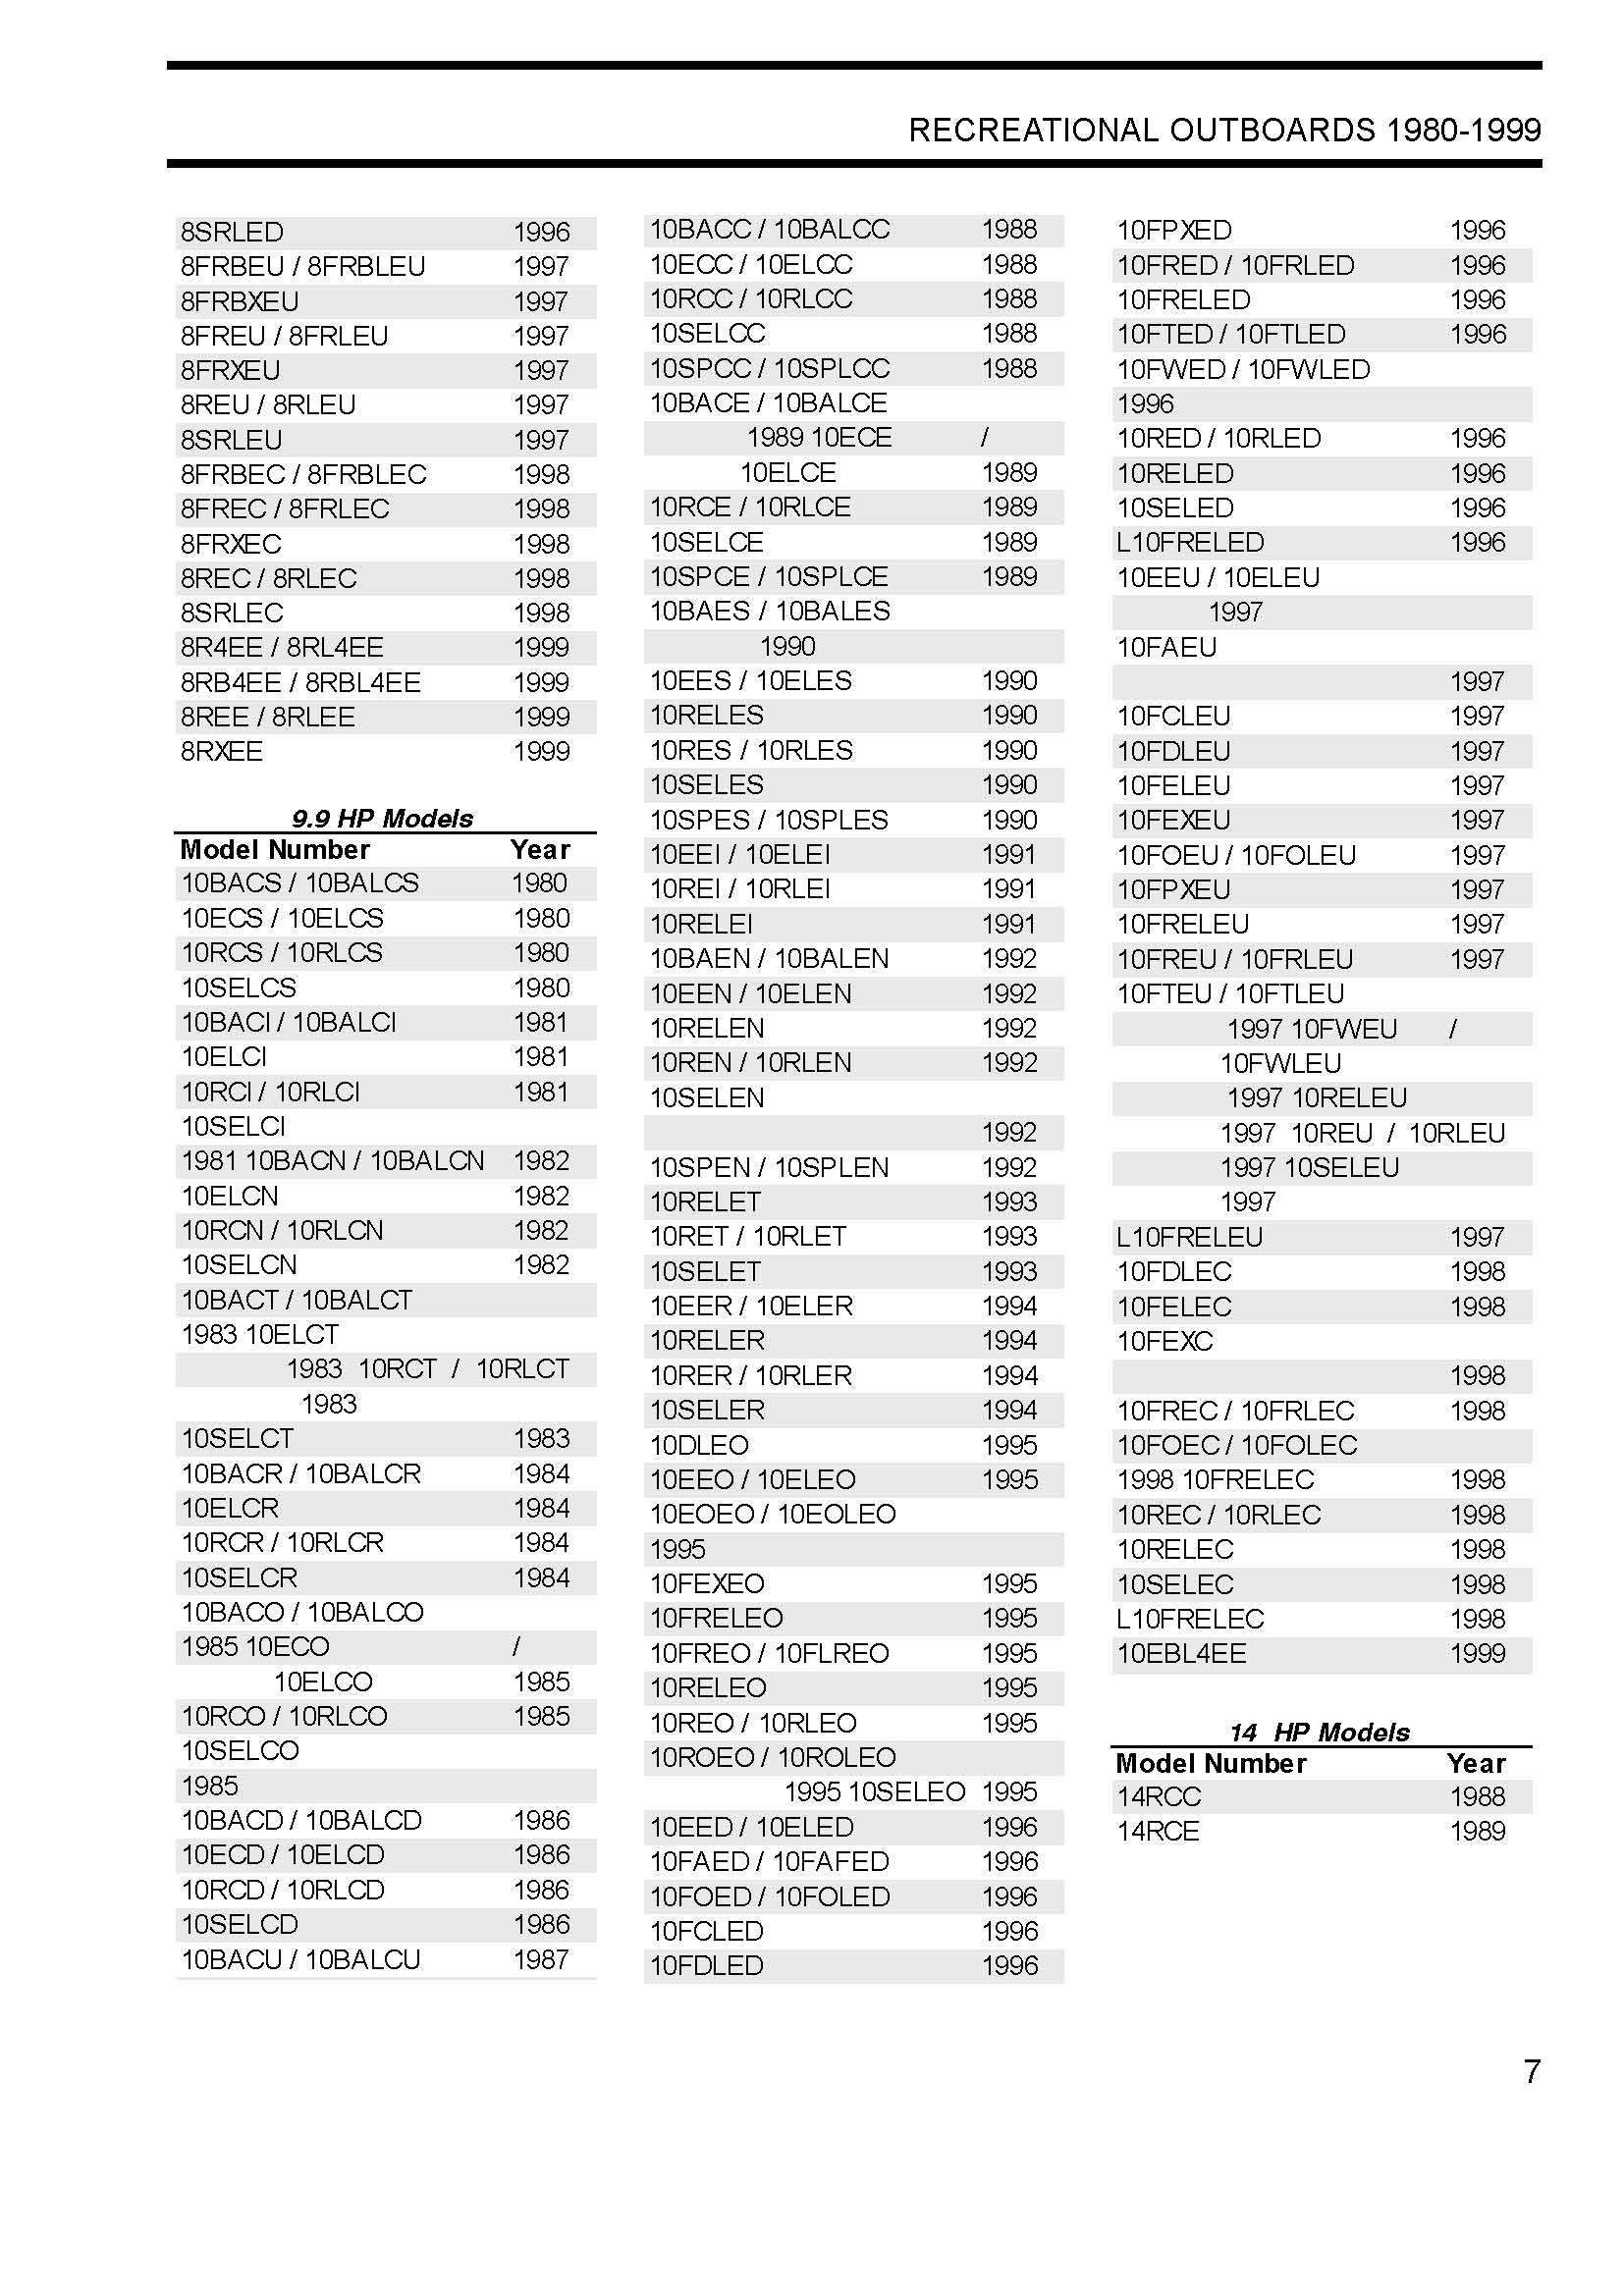 RECREATIONAL OUTBOARDS 1980-1999
8SRLED 1996
8FRBEU / 8FRBLEU 1997
8FRBXEU 1997
8FREU / 8FRLEU 1997
8FRXEU 1997
8REU / 8RLEU 1997
8SRLEU 1997
8FRBEC / 8FRBLEC 1998
8FREC / 8FRLEC 1998
8FRXEC 1998
8REC / 8RLEC 1998
8SRLEC 1998
8R4EE / 8RL4EE 1999
8RB4EE / 8RBL4EE 1999
8REE / 8RLEE 1999
8RXEE 1999
9.9 HP Models
Model Number Year
10BACS / 10BALCS 1980
10ECS / 10ELCS 1980
10RCS / 10RLCS 1980
10SELCS 1980
10BACI / 10BALCI 1981
10ELCI 1981
10RCI / 10RLCI 1981
10SELCI
1981 10BACN / 10BALCN 1982
10ELCN 1982
10RCN / 10RLCN 1982
10SELCN 1982
10BACT / 10BALCT
1983 10ELCT
1983 10RCT / 10RLCT
1983
10SELCT 1983
10BACR / 10BALCR 1984
10ELCR 1984
10RCR / 10RLCR 1984
10SELCR 1984
10BACO / 10BALCO
1985 10ECO /
10ELCO 1985
10RCO / 10RLCO 1985
10SELCO
1985
10BACD / 10BALCD 1986
10ECD / 10ELCD 1986
10RCD / 10RLCD 1986
10SELCD 1986
10BACU / 10BALCU 1987
10BACC / 10BALCC 1988
10ECC / 10ELCC 1988
10RCC / 10RLCC 1988
10SELCC 1988
10SPCC / 10SPLCC 1988
10BACE / 10BALCE
1989 10ECE /
10ELCE 1989
10RCE / 10RLCE 1989
10SELCE 1989
10SPCE / 10SPLCE 1989
10BAES / 10BALES
1990
10EES / 10ELES 1990
10RELES 1990
10RES / 10RLES 1990
10SELES 1990
10SPES / 10SPLES 1990
10EEI / 10ELEI 1991
10REI / 10RLEI 1991
10RELEI 1991
10BAEN / 10BALEN 1992
10EEN / 10ELEN 1992
10RELEN 1992
10REN / 10RLEN 1992
10SELEN
1992
10SPEN / 10SPLEN 1992
10RELET 1993
10RET / 10RLET 1993
10SELET 1993
10EER / 10ELER 1994
10RELER 1994
10RER / 10RLER 1994
10SELER 1994
10DLEO 1995
10EEO / 10ELEO 1995
10EOEO / 10EOLEO
1995
10FEXEO 1995
10FRELEO 1995
10FREO / 10FLREO 1995
10RELEO 1995
10REO / 10RLEO 1995
10ROEO / 10ROLEO
1995 10SELEO 1995
10EED / 10ELED 1996
10FAED / 10FAFED 1996
10FOED / 10FOLED 1996
10FCLED 1996
10FDLED 1996
10FPXED 1996
10FRED / 10FRLED 1996
10FRELED 1996
10FTED / 10FTLED 1996
10FWED / 10FWLED
1996
10RED / 10RLED 1996
10RELED 1996
10SELED 1996
L10FRELED 1996
10EEU / 10ELEU
1997
10FAEU
1997
10FCLEU 1997
10FDLEU 1997
10FELEU 1997
10FEXEU 1997
10FOEU / 10FOLEU 1997
10FPXEU 1997
10FRELEU 1997
10FREU / 10FRLEU 1997
10FTEU / 10FTLEU
1997 10FWEU /
10FWLEU
1997 10RELEU
1997 10REU / 10RLEU
1997 10SELEU
1997
L10FRELEU 1997
10FDLEC 1998
10FELEC 1998
10FEXC
1998
10FREC / 10FRLEC 1998
10FOEC / 10FOLEC
1998 10FRELEC 1998
10REC / 10RLEC 1998
10RELEC 1998
10SELEC 1998
L10FRELEC 1998
10EBL4EE 1999
14 HP Models
Model Number Year
14RCC 1988
14RCE 1989
7